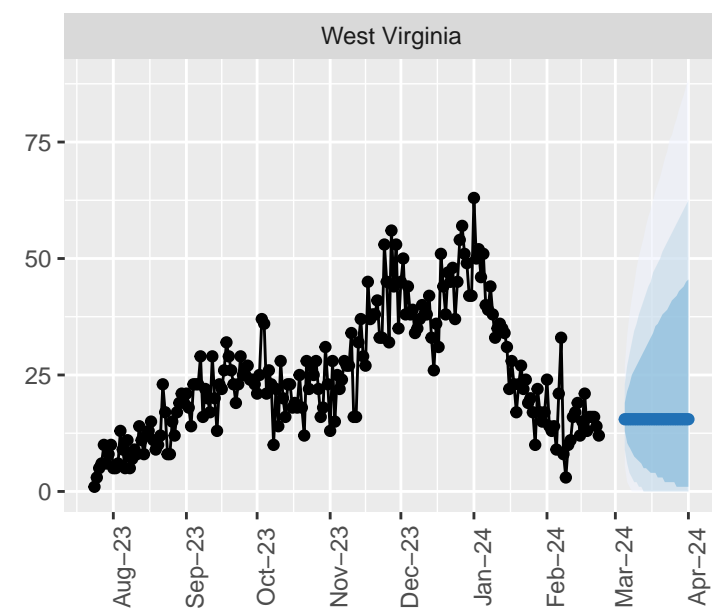 West Virginia
75
50
25
0
Aug−23
Sep−23
Oct−23
Nov−23
Dec−23
Jan−24
Feb−24
Mar−24
Apr−24